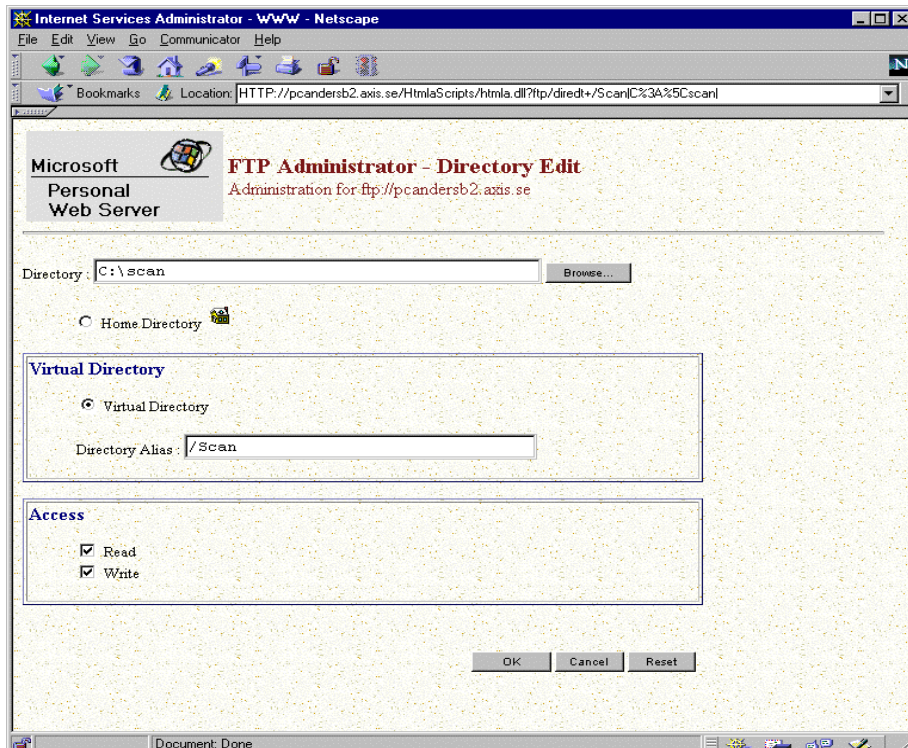 Internet Services Administrator - WWW - Netscape
File Edit View Go Communicator Help
N
Bookmarks Location: HTTP://pcandersb2.axis.se/HtmlaScripts/htmla.dll?ftp/diredt+/Scan|C%3A%5Cscan|
Microsoft
Personal
Web Server
FTP Administrator - Directory Edit
Administration for ftp://pcandersb2.axis.se
Directory : C:\scan Browse...
Home Directory
Virtual Directory
Virtual Directory
Directory Alias : /Scan
Access
Read
Write
OK Cancel Reset
Document: Done